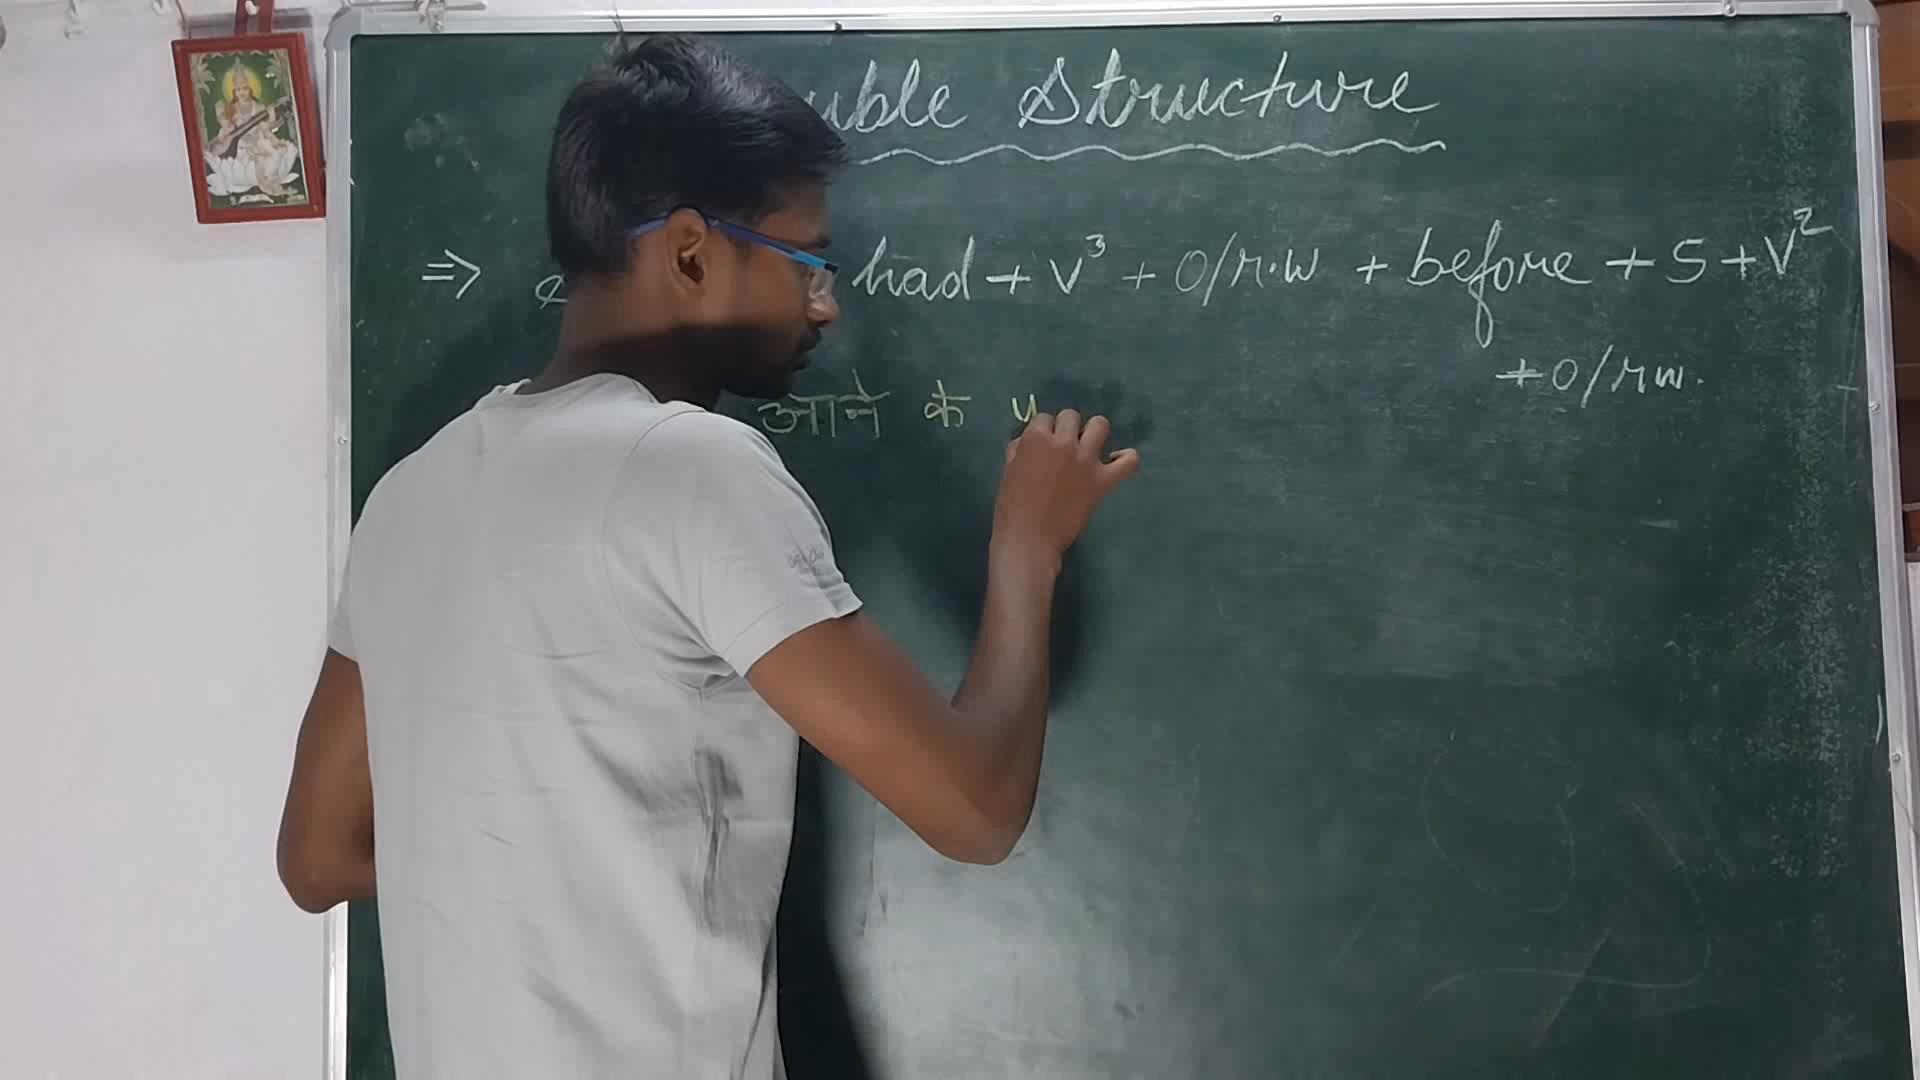 uble Structure
⇒ had + V³ + O/r.w + before + S + V²
+ O/r.w.
आने के